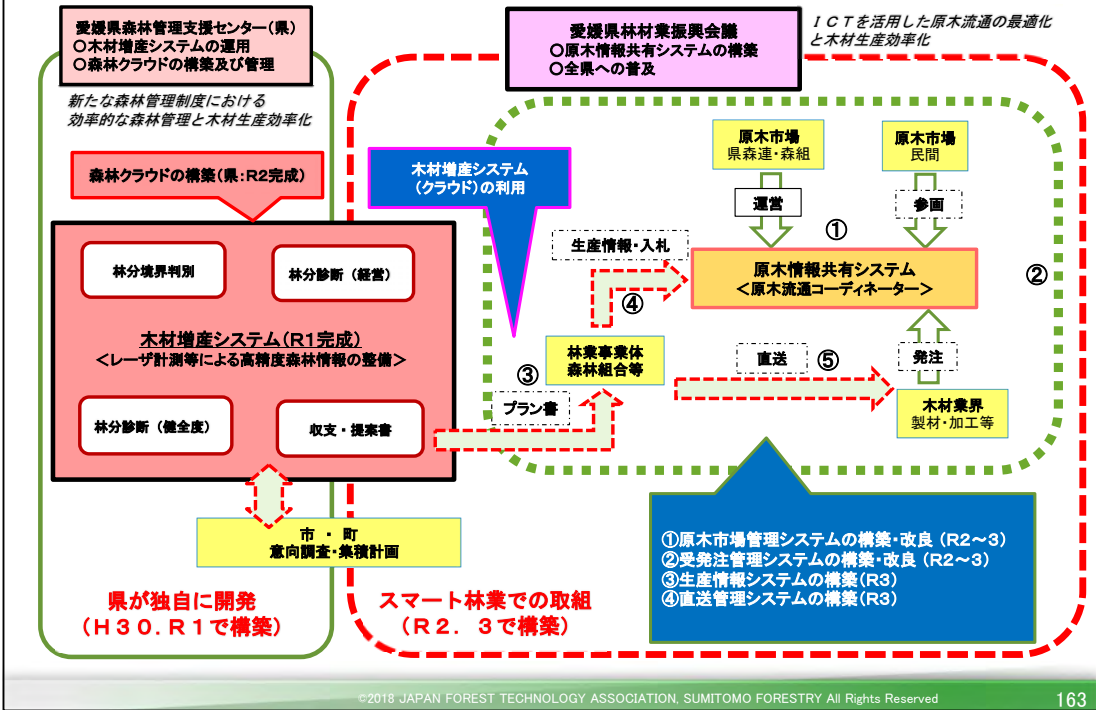 愛媛県森林管理支援センター(県)
○木材増産システムの運用
○森林クラウドの構築及び管理
新たな森林管理制度における
効率的な森林管理と木材生産効率化
森林クラウドの構築(県:R2完成)
林分境界判別
林分診断（経営）
木材増産システム(R1完成)
＜レーザ計測等による高精度森林情報の整備＞
林分診断（健全度）
収支・提案書
市 ・ 町
意向調査・集積計画
県が独自に開発
（H30．R1で構築）
愛媛県林材業振興会議
○原木情報共有システムの構築
○全県への普及
ICTを活用した原木流通の最適化
と木材生産効率化
木材増産システム
（クラウド）の利用
原木市場
県森連・森組
原木市場
民間
運営
参画
①
生産情報・入札
④
原木情報共有システム
＜原木流通コーディネーター＞
②
林業事業体
森林組合等
③
プラン書
直送
⑤
発注
木材業界
製材・加工等
①原木市場管理システムの構築・改良（R2～3）
②受発注管理システムの構築・改良（R2～3）
③生産情報システムの構築（R3）
④直送管理システムの構築（R3）
スマート林業での取組
（R2．3で構築）
©2018 JAPAN FOREST TECHNOLOGY ASSOCIATION, SUMITOMO FORESTRY All Rights Reserved
163